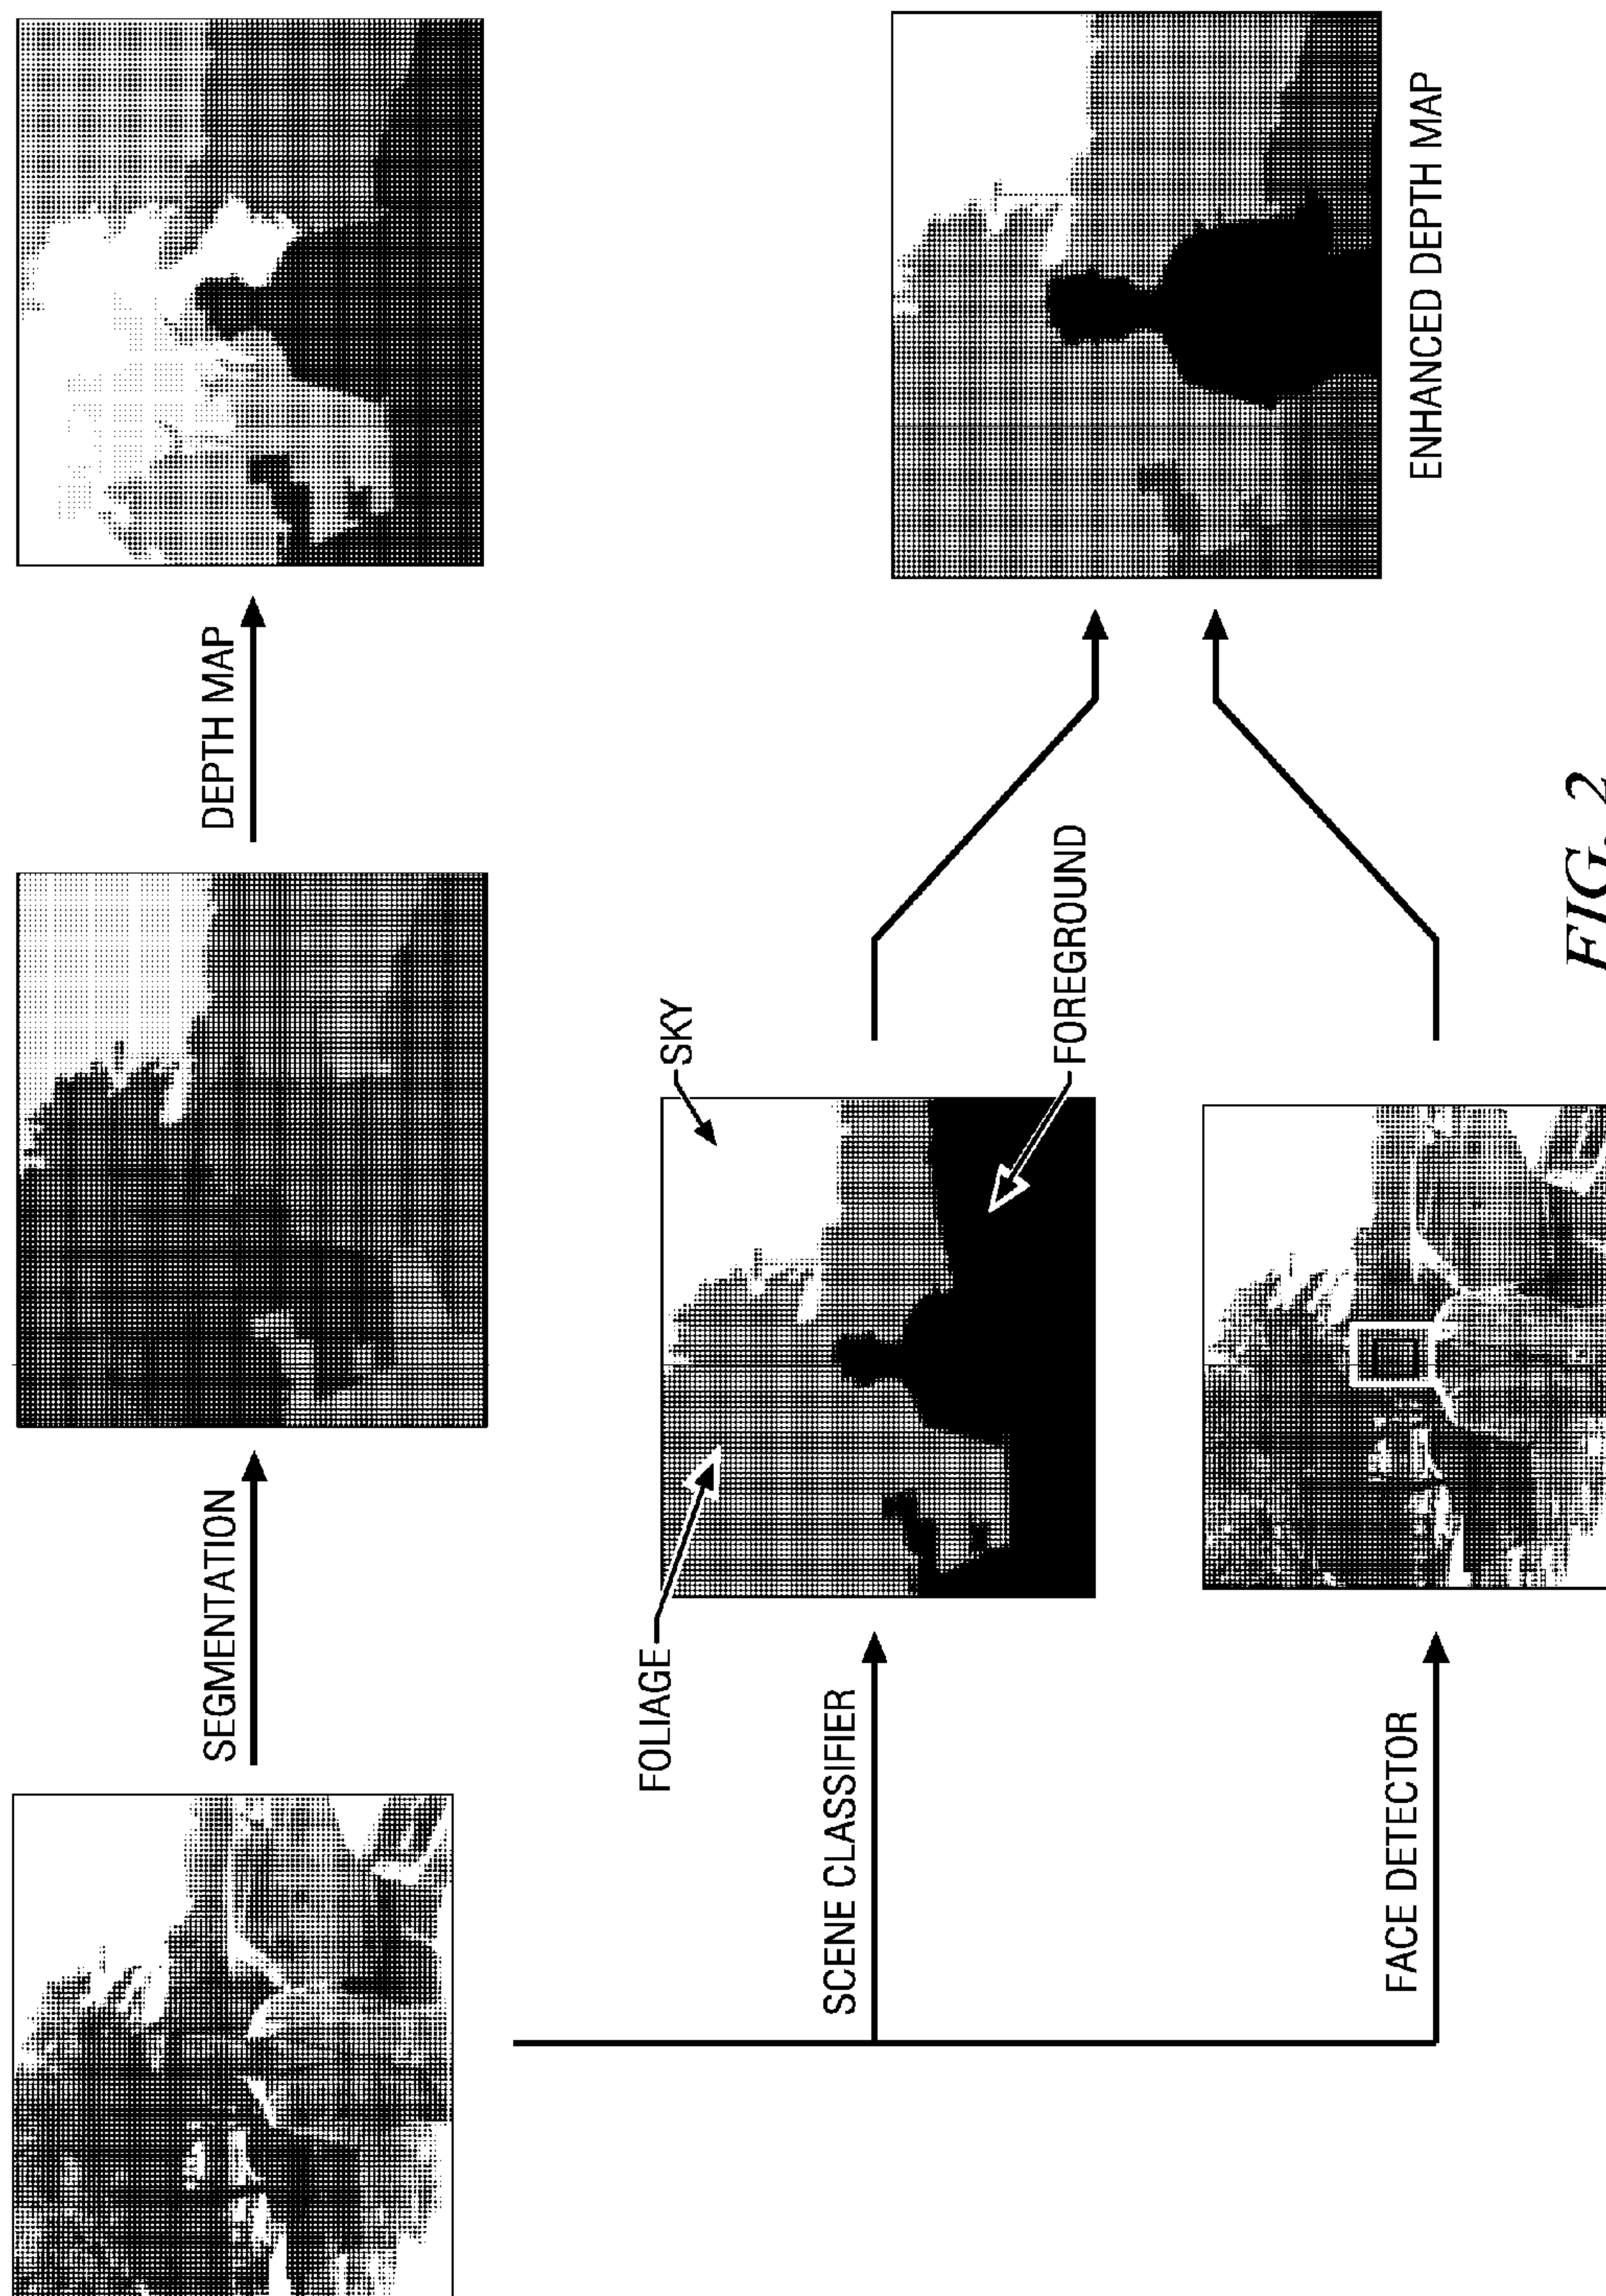 SEGMENTATION
DEPTH MAP
FOLIAGE
SKY
SCENE CLASSIFIER
FOREGROUND
ENHANCED DEPTH MAP
FACE DETECTOR
FIG. 2